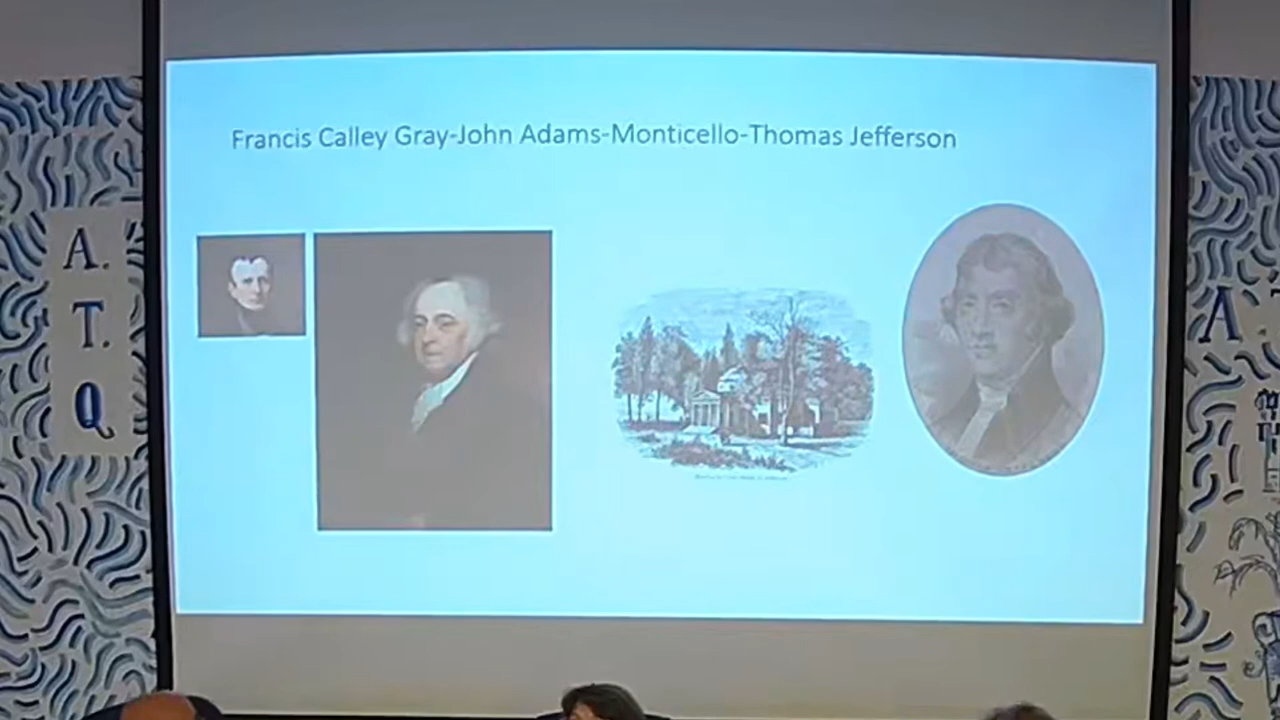 Francis Calley Gray-John Adams-Monticello-Thomas Jefferson
A.
T.
Q
A